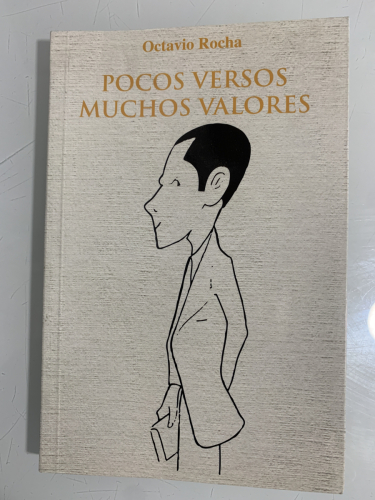 Octavio Rocha
POCOS VERSOS
MUCHOS VALORES